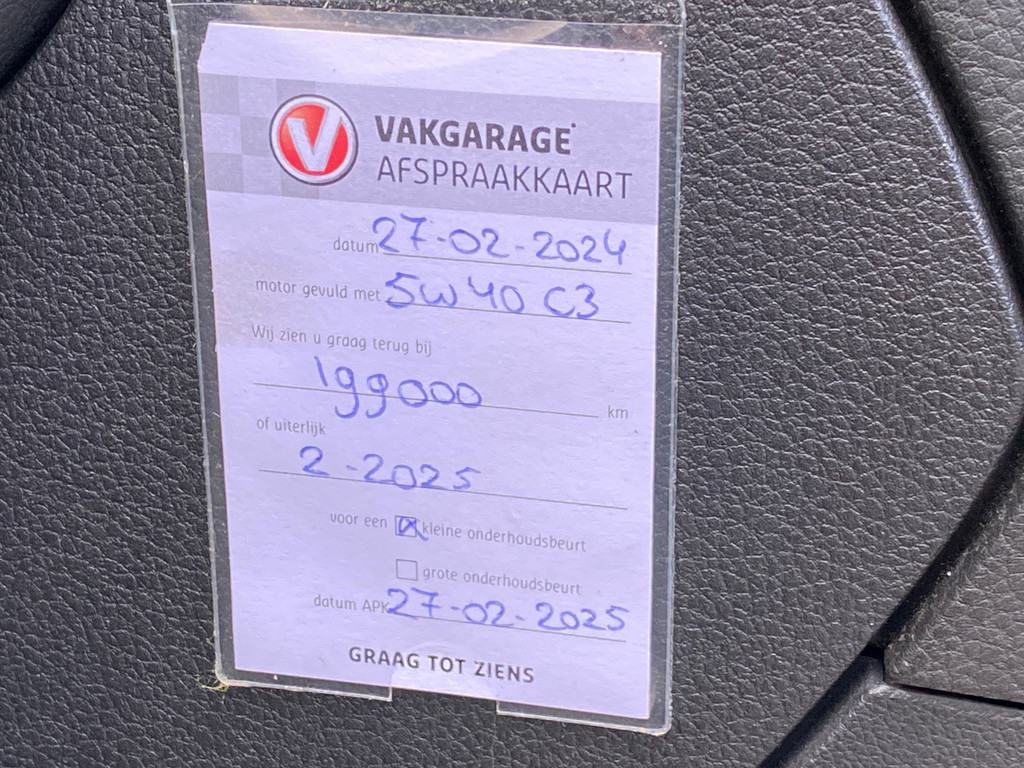 V
VAKGARAGE
AFSPRAAKKAART
datum 27-02-2024
motor gevuld met 5W40 C3
Wij zien u graag terug bij
199000 km
of uiterlijk
2-2025
voor een kleine onderhoudsbeurt
grote onderhoudsbeurt
datum APK 27-02-2025
GRAAG TOT ZIENS